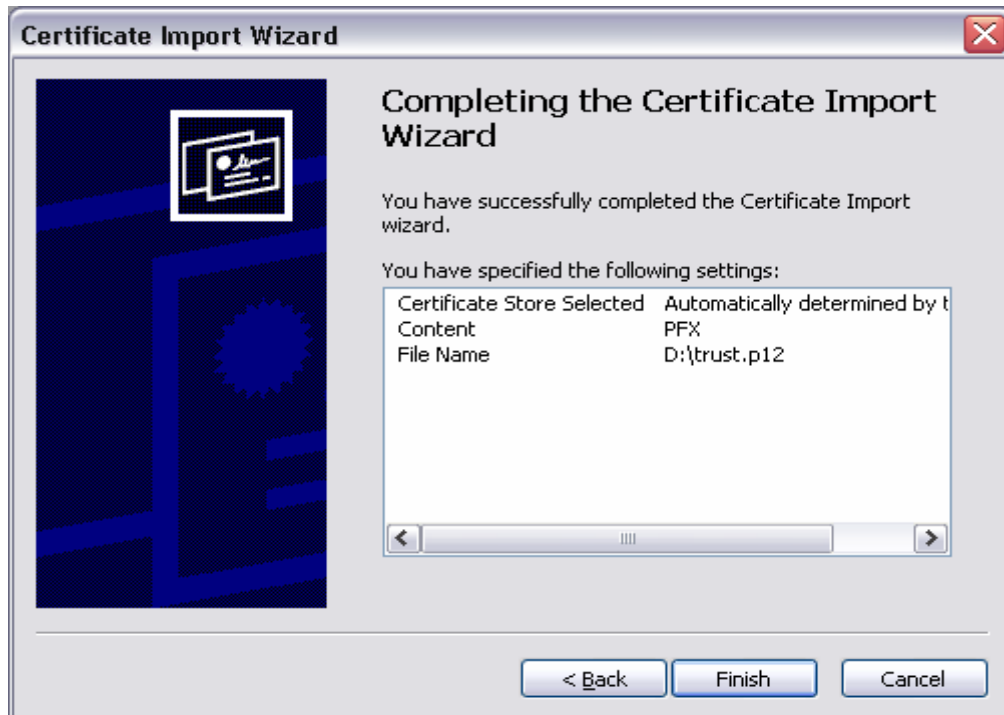 Certificate Import Wizard
Completing the Certificate Import
Wizard
You have successfully completed the Certificate Import
wizard.
You have specified the following settings:
Certificate Store Selected Automatically determined by t
Content PFX
File Name D:\trust.p12
< Back Finish Cancel